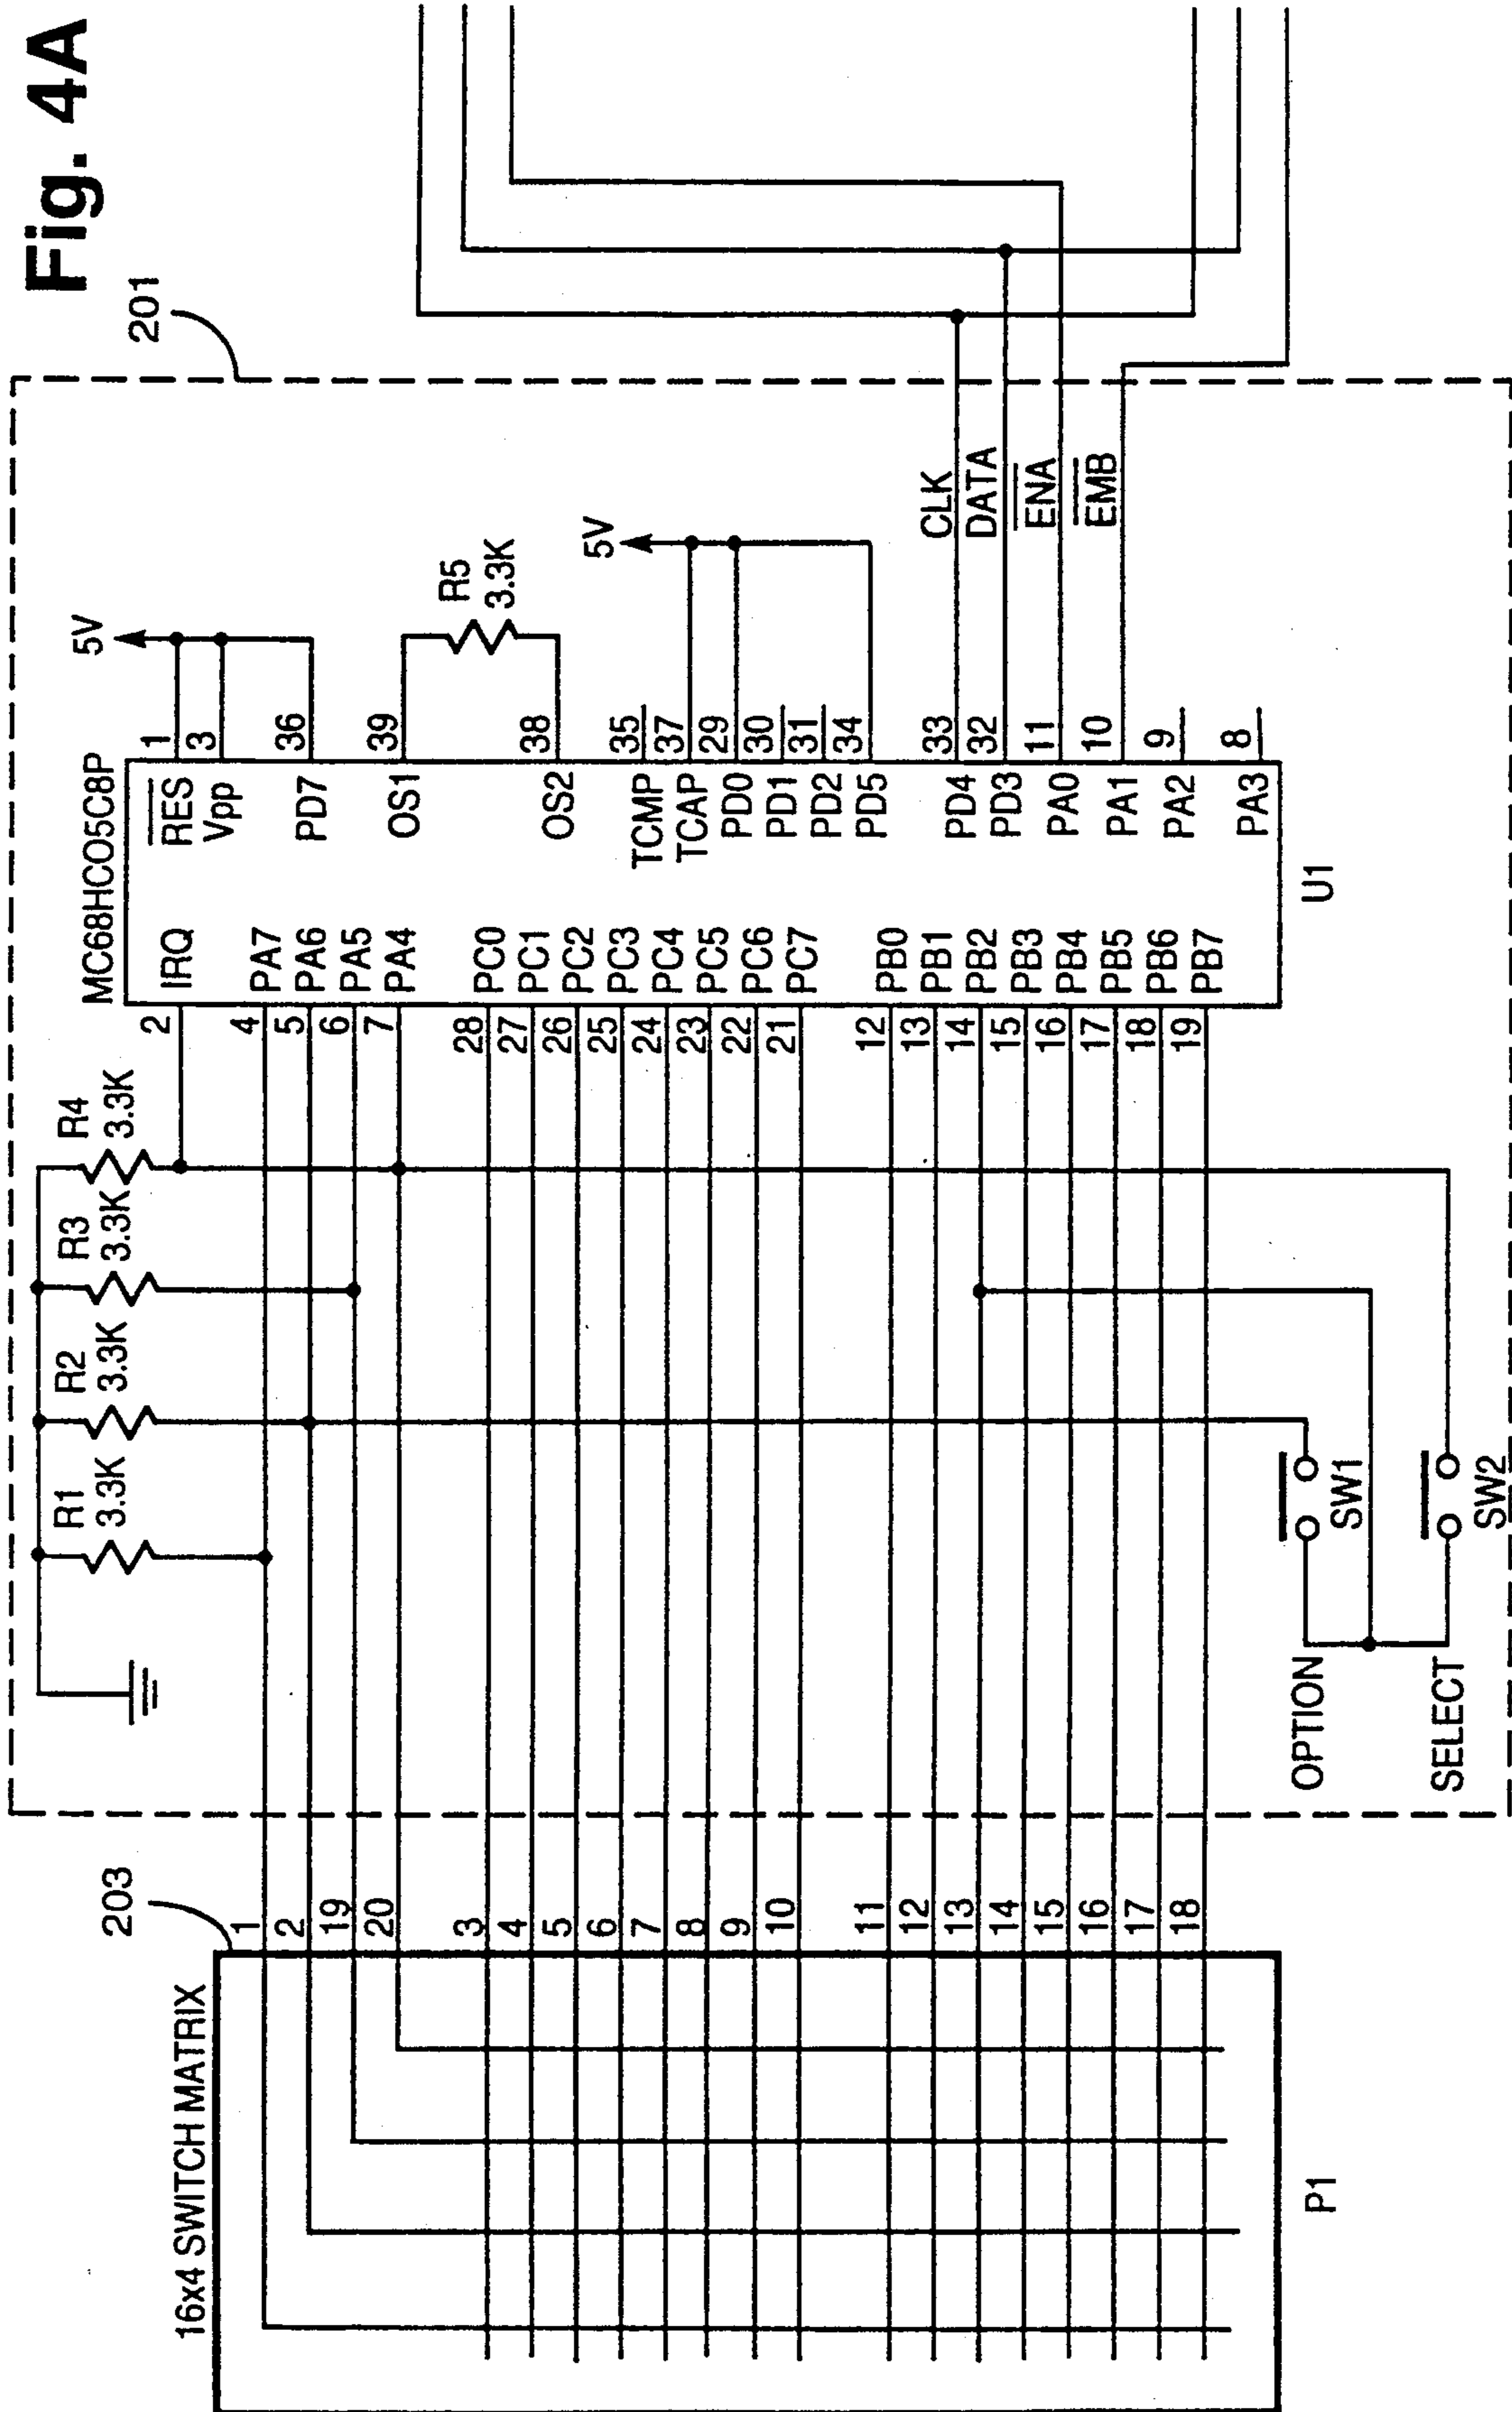 Fig. 4A
201
203
16x4 SWITCH MATRIX
P1
1
2
19
20
3
4
5
6
7
8
9
10
11
12
13
14
15
16
17
18
R1
3.3K
R2
3.3K
R3
3.3K
R4
3.3K
OPTION
SW1
SELECT
SW2
MC68HC05C8P
U1
2 IRQ
4 PA7
5 PA6
6 PA5
7 PA4
28 PC0
27 PC1
26 PC2
25 PC3
24 PC4
23 PC5
22 PC6
21 PC7
12 PB0
13 PB1
14 PB2
15 PB3
16 PB4
17 PB5
18 PB6
19 PB7
RES 1
Vpp 3
PD7 36
OS1 39
OS2 38
TCMP 35
TCAP 37
PD0 29
PD1 30
PD2 31
PD5 34
PD4 33
PD3 32
PA0 11
PA1 10
PA2 9
PA3 8
5V
R5
3.3K
5V
CLK
DATA
ENA
EMB